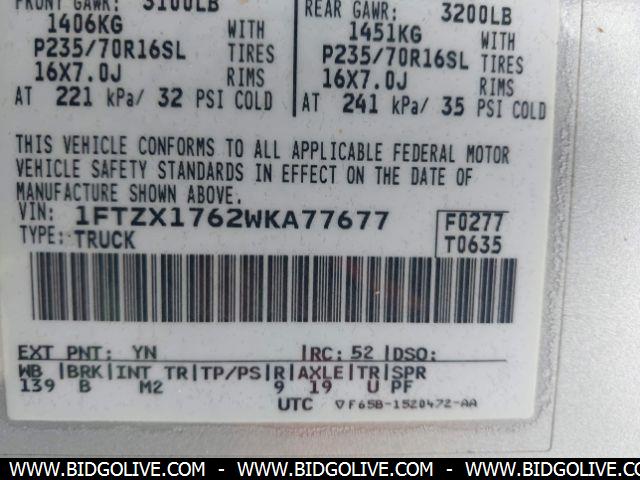 FRONT GAWR: 3100LB
1406KG WITH
P235/70R16SL TIRES
16X7.0J RIMS
AT 221 kPa/ 32 PSI COLD
REAR GAWR: 3200LB
1451KG WITH
P235/70R16SL TIRES
16X7.0J RIMS
AT 241 kPa/ 35 PSI COLD
THIS VEHICLE CONFORMS TO ALL APPLICABLE FEDERAL MOTOR
VEHICLE SAFETY STANDARDS IN EFFECT ON THE DATE OF
MANUFACTURE SHOWN ABOVE.
VIN: 1FTZX1762WKA77677 F0277
TYPE: TRUCK T0635
EXT PNT: YN RC: 52 DSO:
WB BRK INT TR TP/PS R AXLE TR SPR
139 B M2 9 19 U PF
UTC ▽F65B-1520472-AA
WWW.BIDGOLIVE.COM - WWW.BIDGOLIVE.COM - WWW.BIDGOLIVE.COM